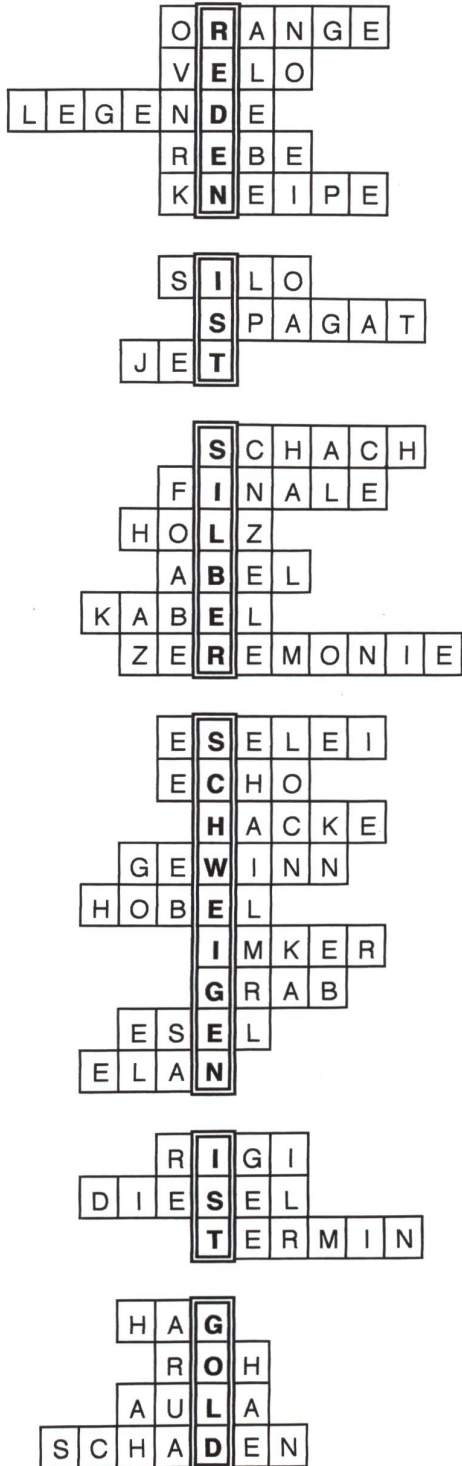 ORANGE
VELO
LEGENDE
REBE
KNEIPE
SILO
SPAGAT
JET
SCHACH
FINALE
HOLZ
ABEL
KABEL
ZEREMONIE
ESELEI
ECHO
HACKE
GEWINN
HOBEL
IMKER
GRAB
ESEL
ELAN
RIGI
DIESEL
TERMIN
HAG
ROH
AULA
SCHADEN